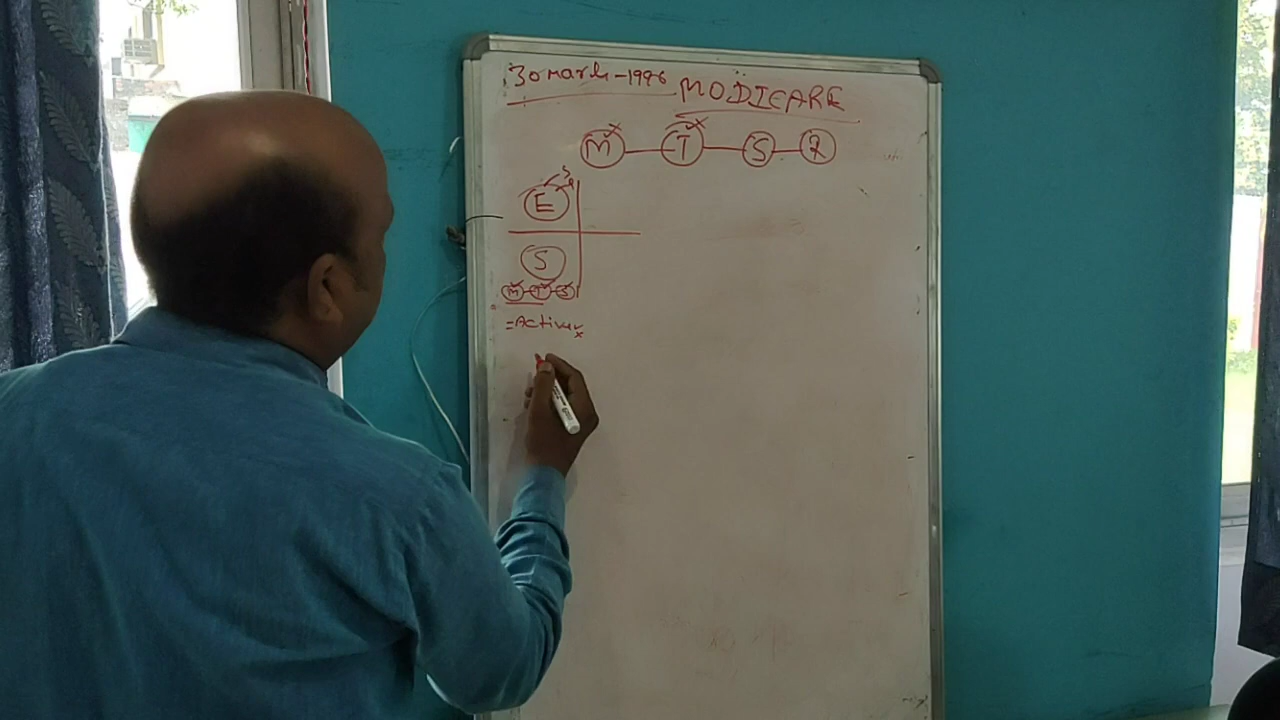 30 March-1996 MODICARE
M T S R
E
S
M T S
=Active